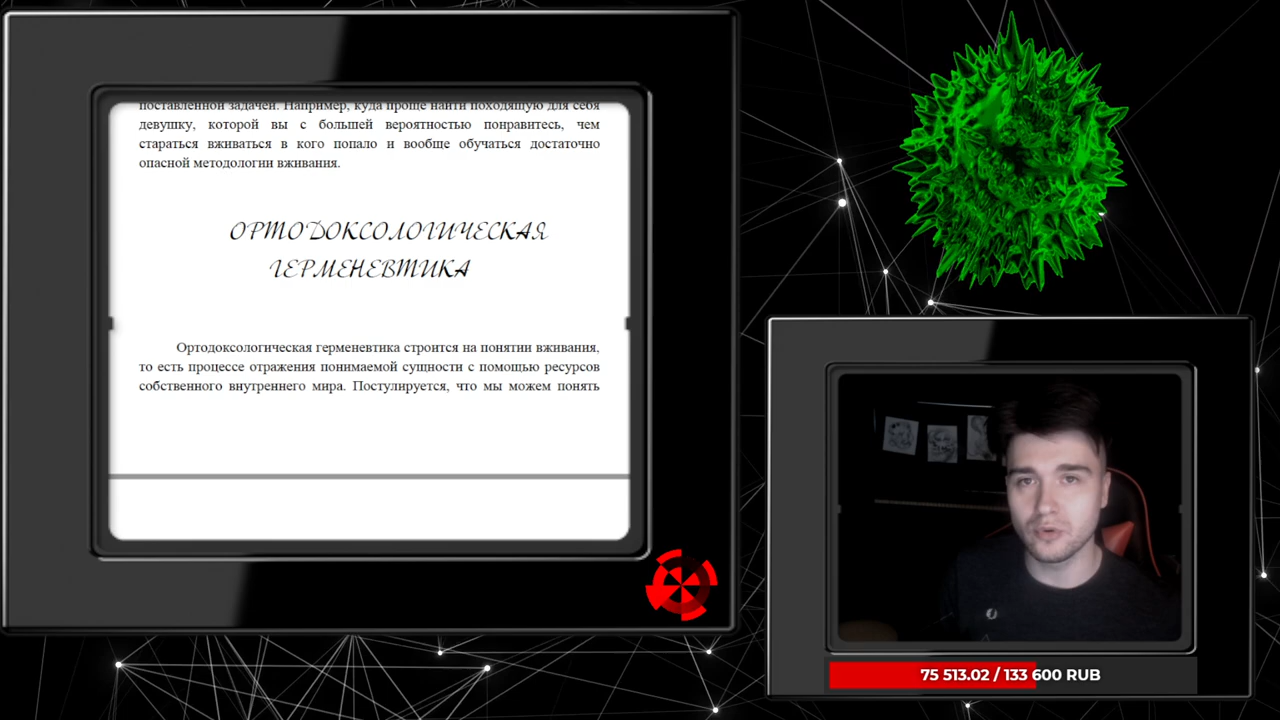 поставленной задачей. Например, куда проще найти походящую для себя
девушку, которой вы с большей вероятностью понравитесь, чем
стараться вживаться в кого попало и вообще обучаться достаточно
опасной методологии вживания.
ОРТОДОКСОЛОГИЧЕСКАЯ
ГЕРМЕНЕВТИКА
Ортодоксологическая герменевтика строится на понятии вживания,
то есть процессе отражения понимаемой сущности с помощью ресурсов
собственного внутреннего мира. Постулируется, что мы можем понять
75 513.02 / 133 600 RUB